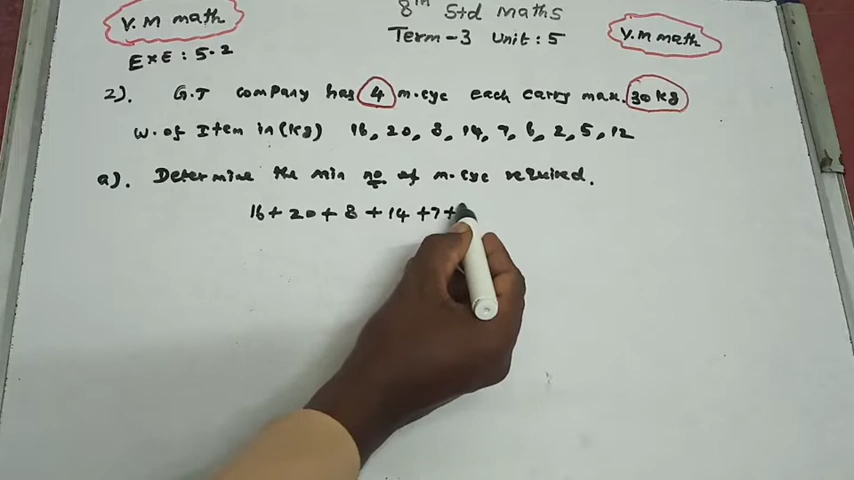 V.M math
8th Std Maths
Term-3 Unit : 5
V.M math
ExE : 5.2
2). G.T company has 4 m.cye each carry max. 30 kg
W. of Item in (kg) 16, 20, 8, 14, 7, 6, 2, 5, 12
a). Determine the min no of m.cye required.
16 + 20 + 8 + 14 + 7 +